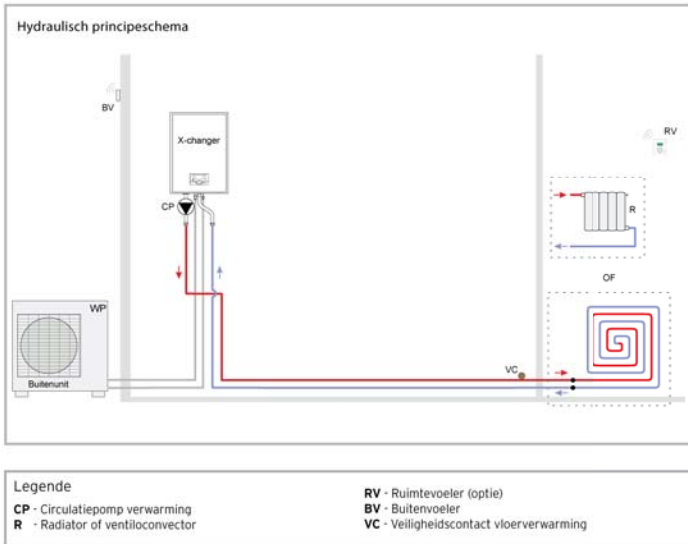 Hydraulisch principeschema
BV
X-changer
RV
CP
R
OF
WP
Buitenunit
VC
Legende
CP - Circulatiepomp verwarming
R - Radiator of ventiloconvector
RV - Ruimtevoeler (optie)
BV - Buitenvoeler
VC - Veiligheidscontact vloerverwarming